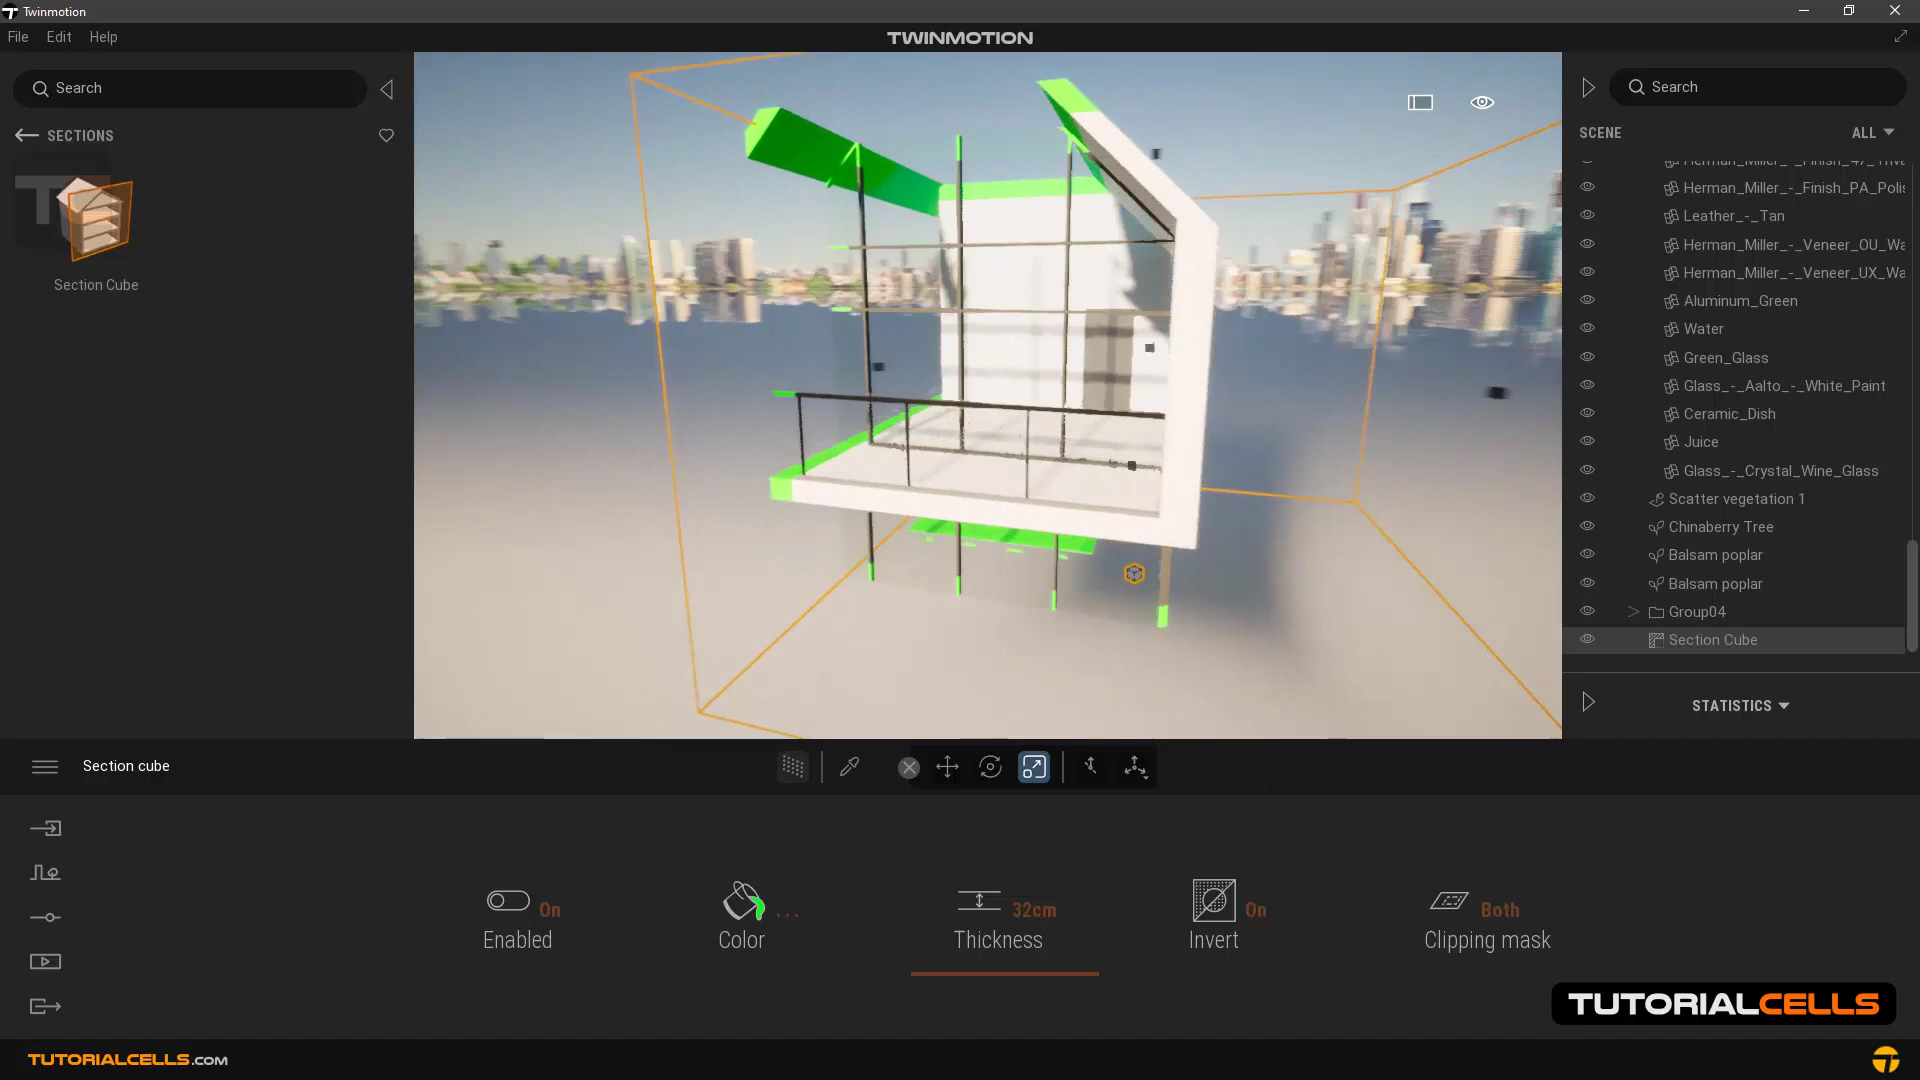 Twinmotion
File Edit Help
TWINMOTION
Search
SECTIONS
Section Cube
Search
SCENE
ALL
Herman_Miller_-_Finish_PA_Polis
Leather_-_Tan
Herman_Miller_-_Veneer_OU_Wa
Herman_Miller_-_Veneer_UX_Wa
Aluminum_Green
Water
Green_Glass
Glass_-_Aalto_-_White_Paint
Ceramic_Dish
Juice
Glass_-_Crystal_Wine_Glass
Scatter vegetation 1
Chinaberry Tree
Balsam poplar
Balsam poplar
Group04
Section Cube
STATISTICS
Section cube
On
Enabled
...
Color
32cm
Thickness
On
Invert
Both
Clipping mask
TUTORIALCELLS
TUTORIALCELLS.COM